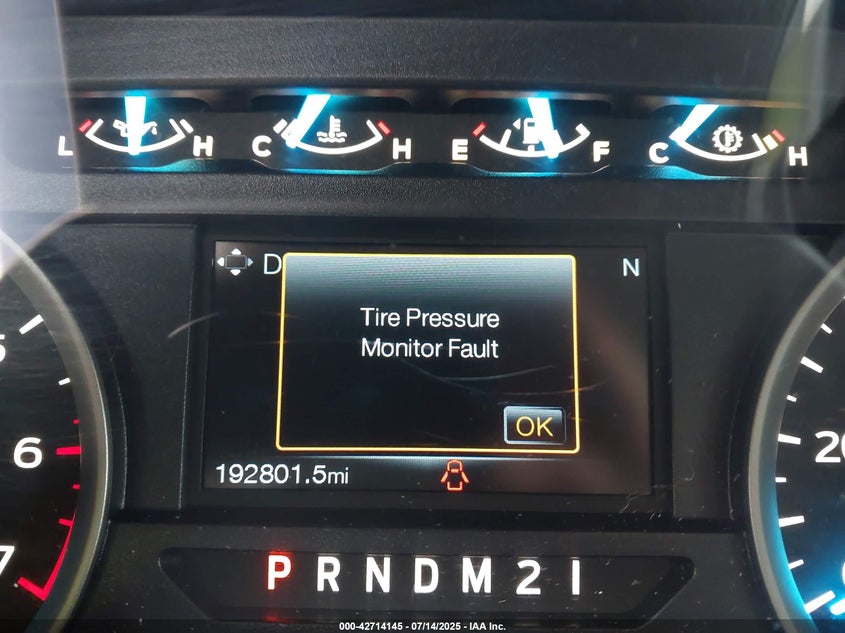 L H C H E F C H
D N
Tire Pressure
Monitor Fault
OK
192801.5mi
6
7
20
P R N D M 2 1
000-42714145 - 07/14/2025 - IAA Inc.